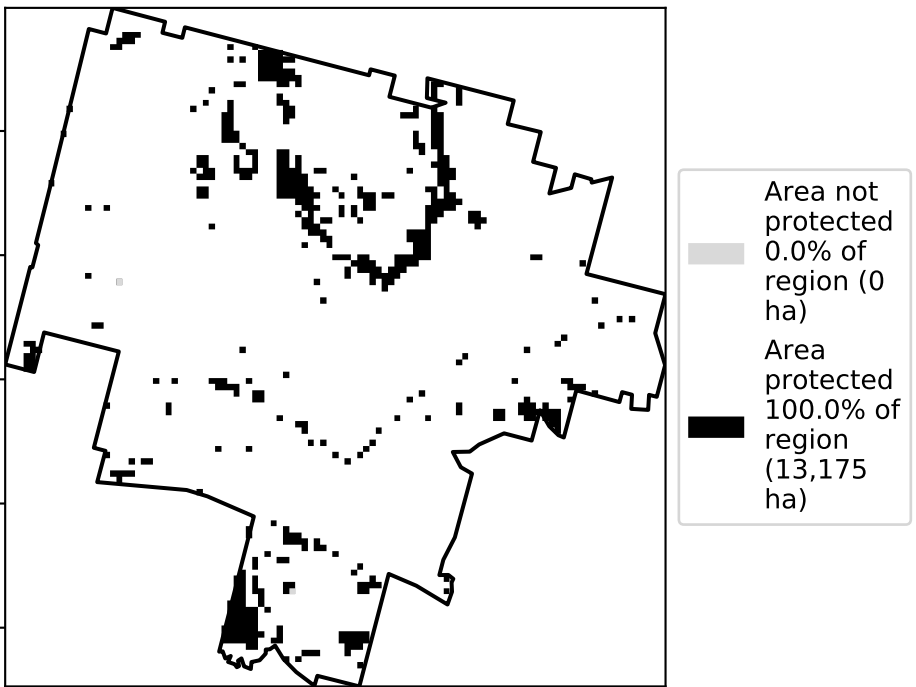 Area not
protected
0.0% of
region (0
ha)
Area
protected
100.0% of
region
(13,175
ha)